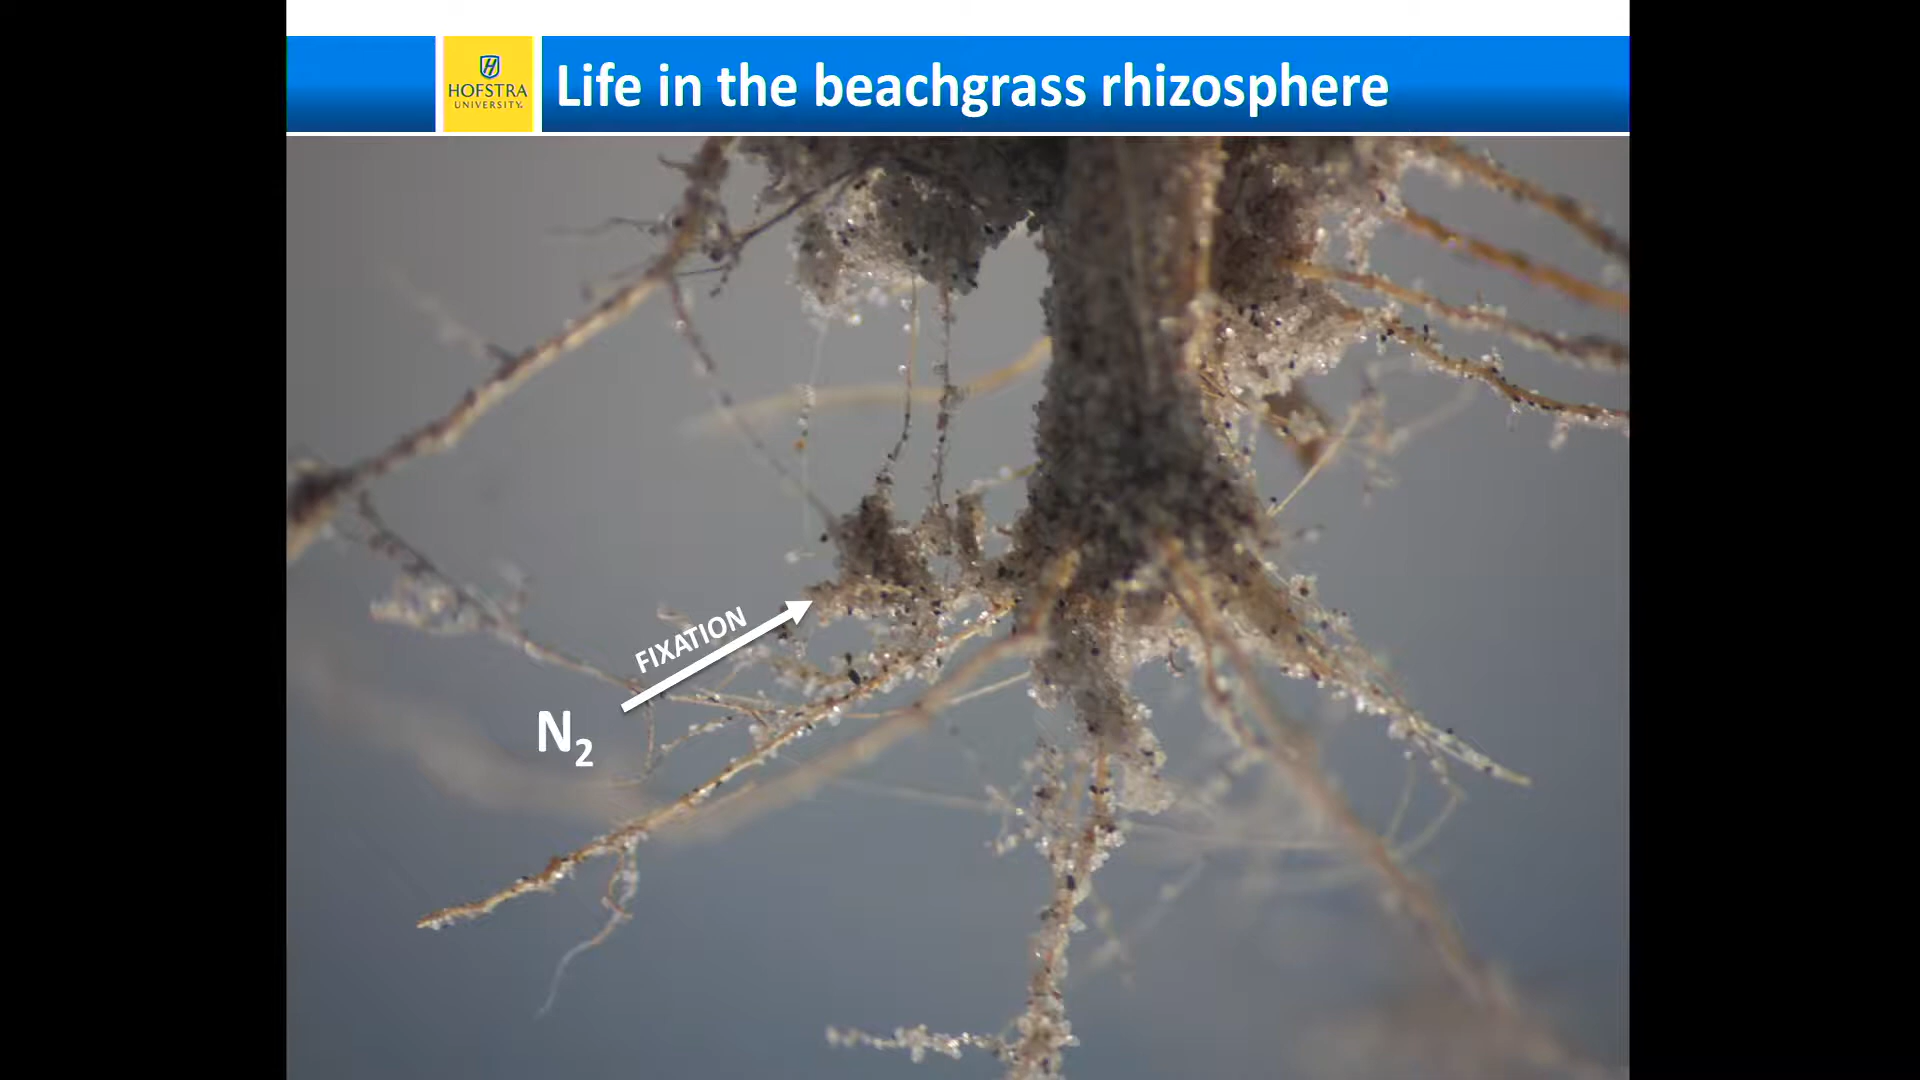 HOFSTRA
UNIVERSITY.
Life in the beachgrass rhizosphere
FIXATION
N₂